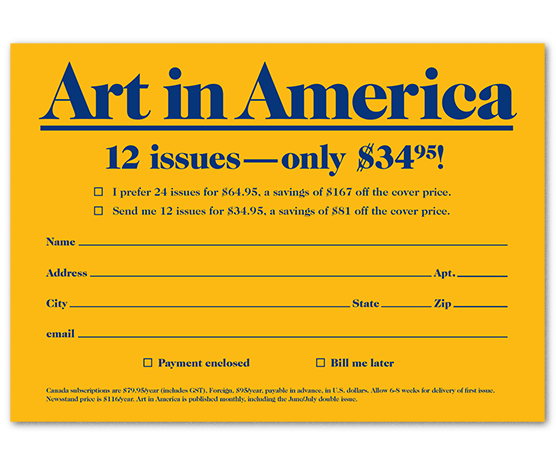 Art in America
12 issues—only $34⁹⁵!
I prefer 24 issues for $64.95, a savings of $167 off the cover price.
Send me 12 issues for $34.95, a savings of $81 off the cover price.
Name
Address Apt.
City State Zip
email
Payment enclosed Bill me later
Canada subscriptions are $79.95/year (includes GST). Foreign, $95/year, payable in advance, in U.S. dollars. Allow 6-8 weeks for delivery of first issue.
Newsstand price is $116/year. Art in America is published monthly, including the June/July double issue.